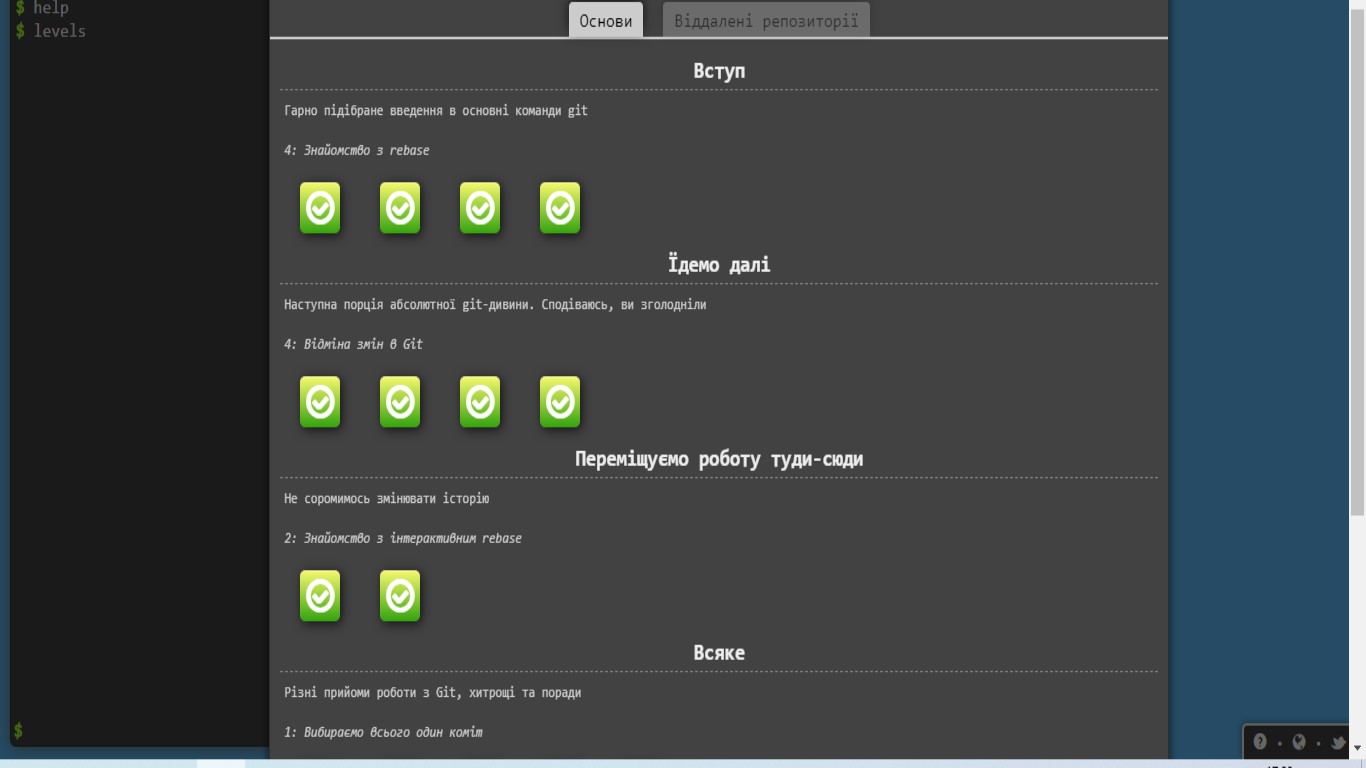 $ help
$ levels
Основи
Віддалені репозиторії
Вступ
Гарно підібране введення в основні команди git
4: Знайомство з rebase
Їдемо далі
Наступна порція абсолютної git-дивини. Сподіваюсь, ви зголодніли
4: Відміна змін в Git
Переміщуємо роботу туди-сюди
Не соромимось змінювати історію
2: Знайомство з інтерактивним rebase
Всяке
Різні прийоми роботи з Git, хитрощі та поради
1: Вибираємо всього один коміт
$